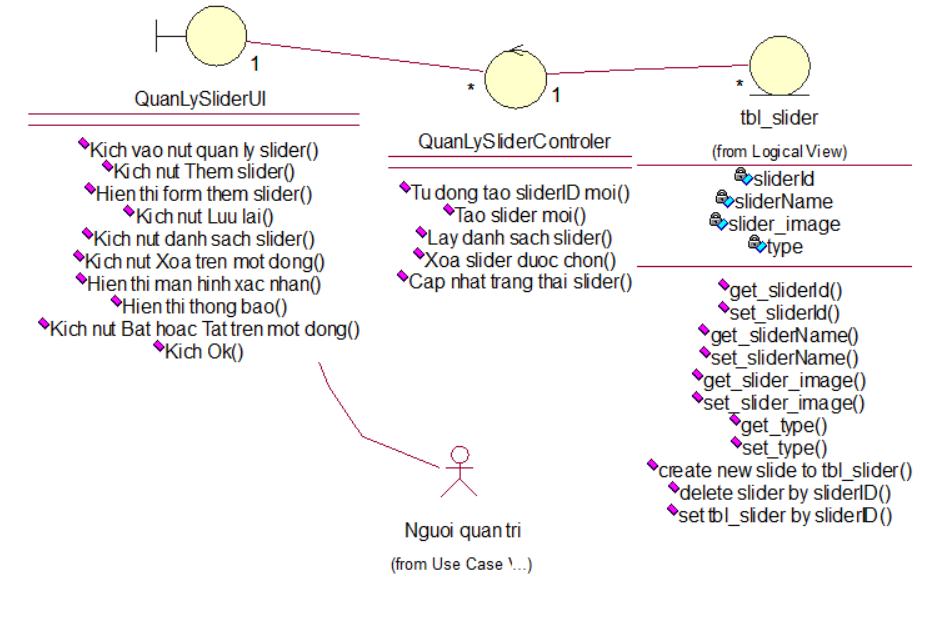 1
*
1
*
QuanLySliderUI
Kich vao nut quan ly slider()
Kich nut Them slider()
Hien thi form them slider()
Kich nut Luu lai()
Kich nut danh sach slider()
Kich nut Xoa tren mot dong()
Hien thi man hinh xac nhan()
Hien thi thong bao()
Kich nut Bat hoac Tat tren mot dong()
Kich Ok()
QuanLySliderControler
Tu dong tao sliderID moi()
Tao slider moi()
Lay danh sach slider()
Xoa slider duoc chon()
Cap nhat trang thai slider()
tbl_slider
(from Logical View)
sliderId
sliderName
slider_image
type
get_sliderId()
set_sliderId()
get_sliderName()
set_sliderName()
get_slider_image()
set_slider_image()
get_type()
set_type()
create new slide to tbl_slider()
delete slider by sliderID()
set tbl_slider by sliderID()
Nguoi quan tri
(from Use Case \...)